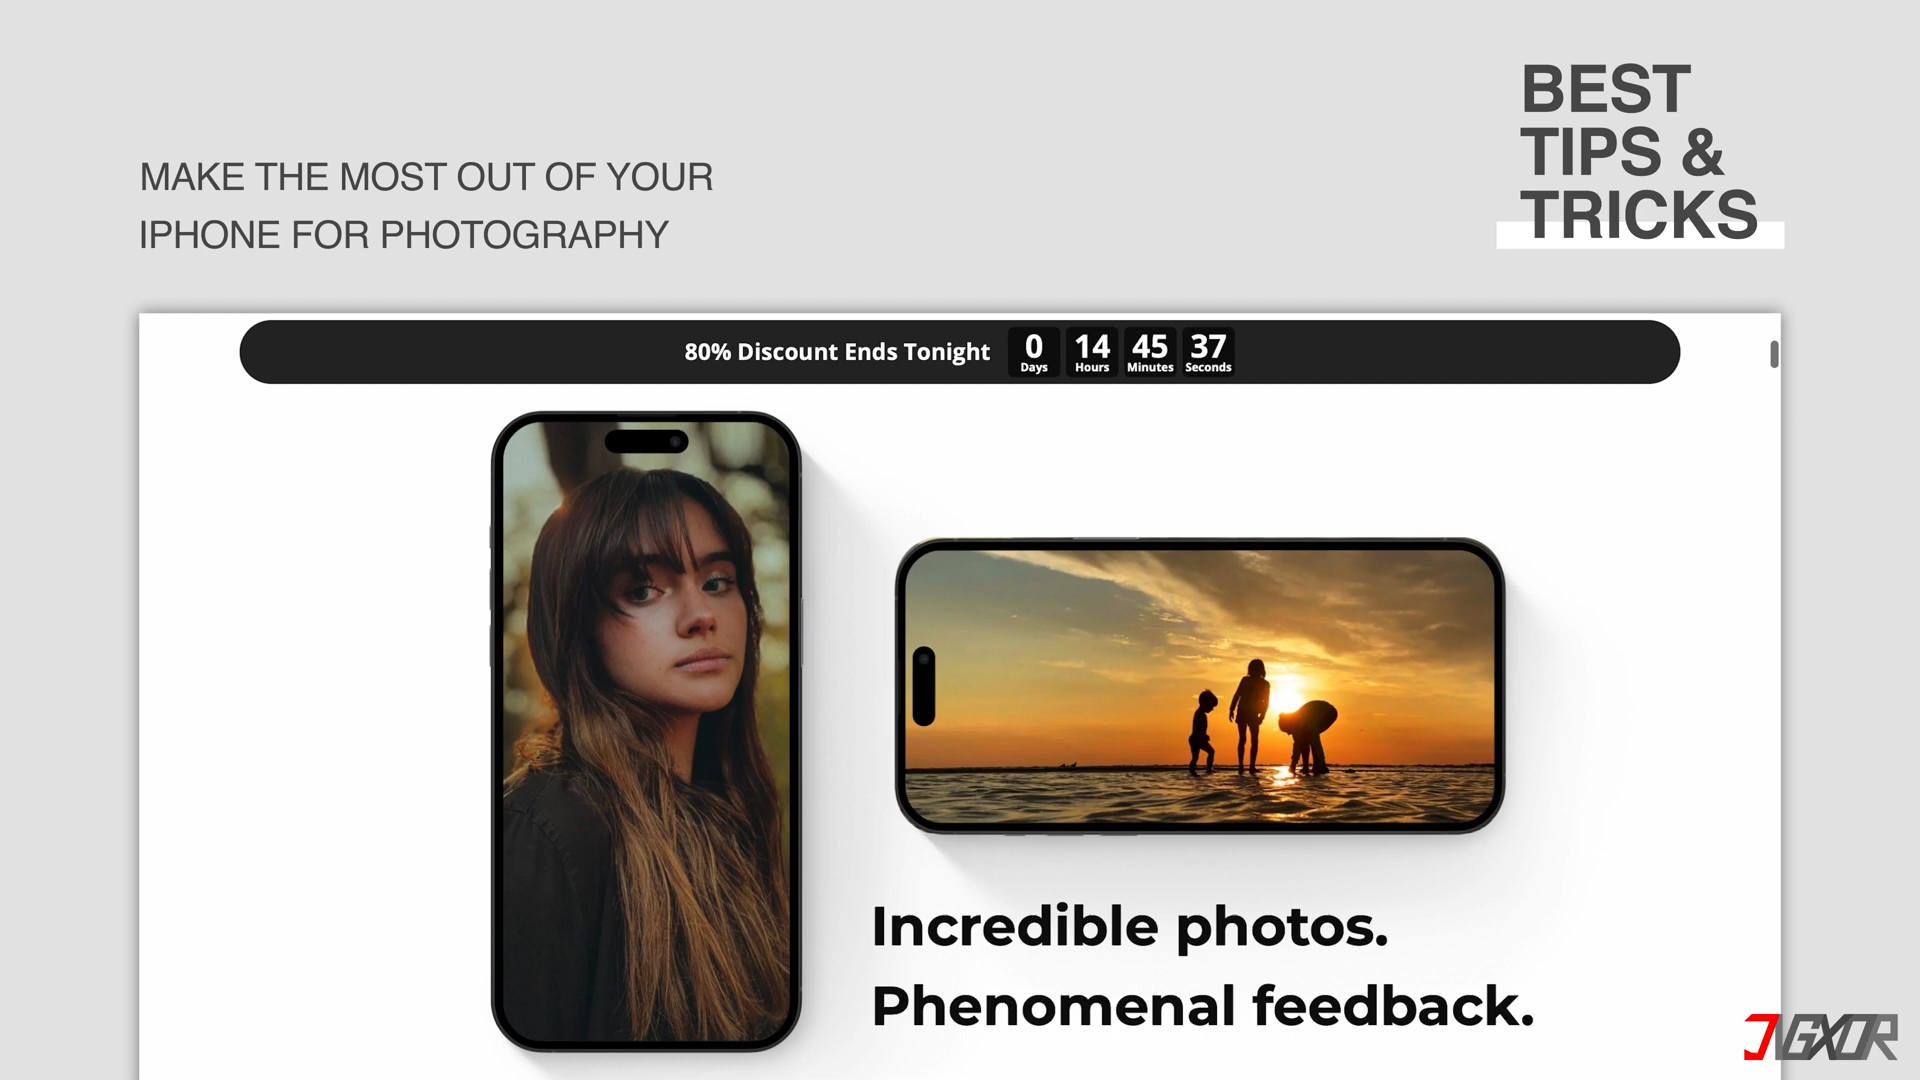 MAKE THE MOST OUT OF YOUR
IPHONE FOR PHOTOGRAPHY
BEST
TIPS &
TRICKS
80% Discount Ends Tonight
0 14 45 37
Days Hours Minutes Seconds
Incredible photos.
Phenomenal feedback.
JVGXOR